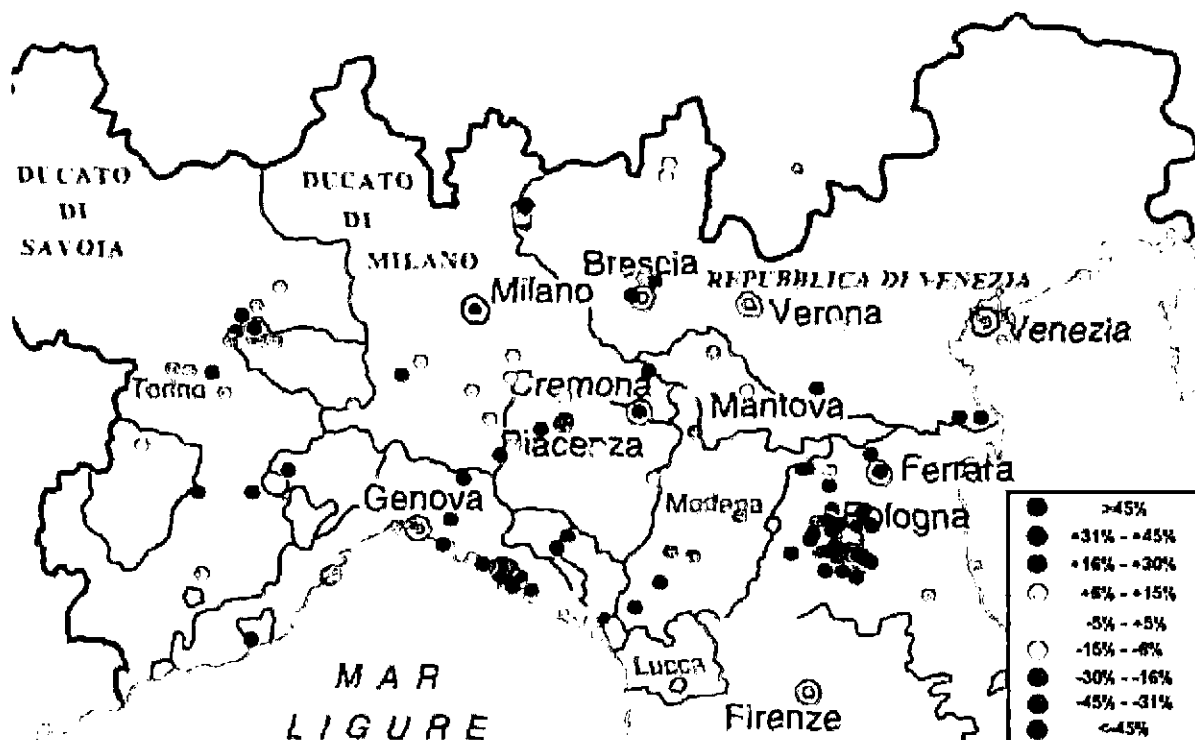 DUCATO
DI
SAVOIA
DUCATO
DI
MILANO
Brescia
REPUBBLICA DI VENEZIA
Milano
Verona
Venezia
Torino
Cremona
Mantova
Piacenza
Ferrara
Genova
Modena
Bologna
Lucca
Firenze
MAR
LIGURE
>45%
+31% - +45%
+16% - +30%
+6% - +15%
-5% - +5%
-15% - -6%
-30% - -16%
-45% - -31%
<-45%